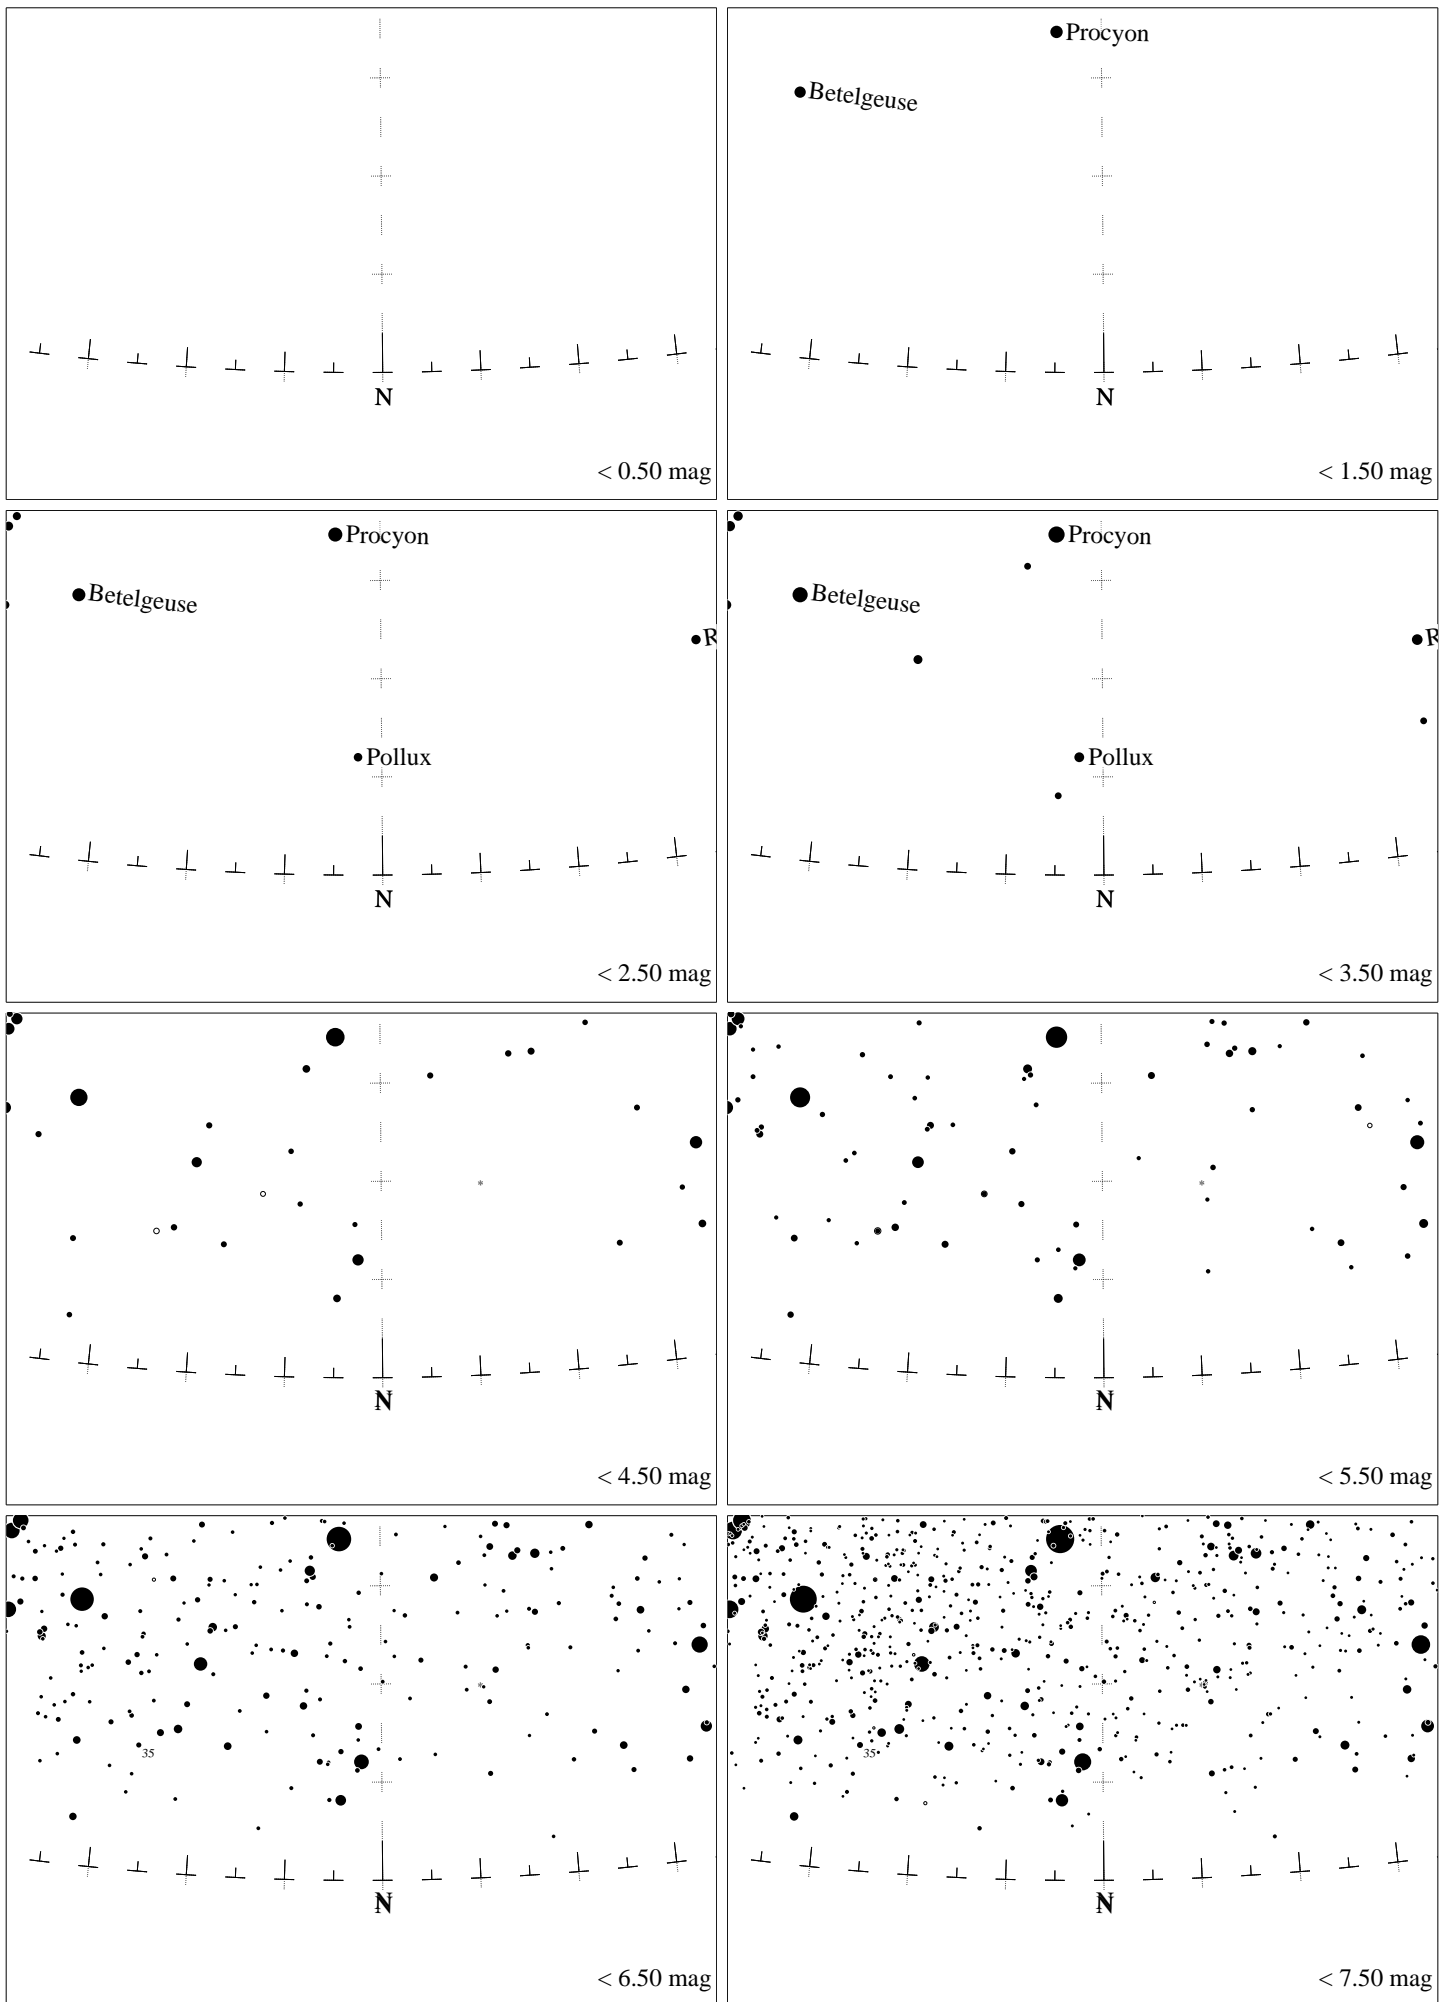 N
< 0.50 mag
Procyon
Betelgeuse
N
< 1.50 mag
Procyon
Betelgeuse
R
Pollux
N
< 2.50 mag
Procyon
Betelgeuse
R
Pollux
N
< 3.50 mag
N
< 4.50 mag
N
< 5.50 mag
35
N
< 6.50 mag
35
N
< 7.50 mag